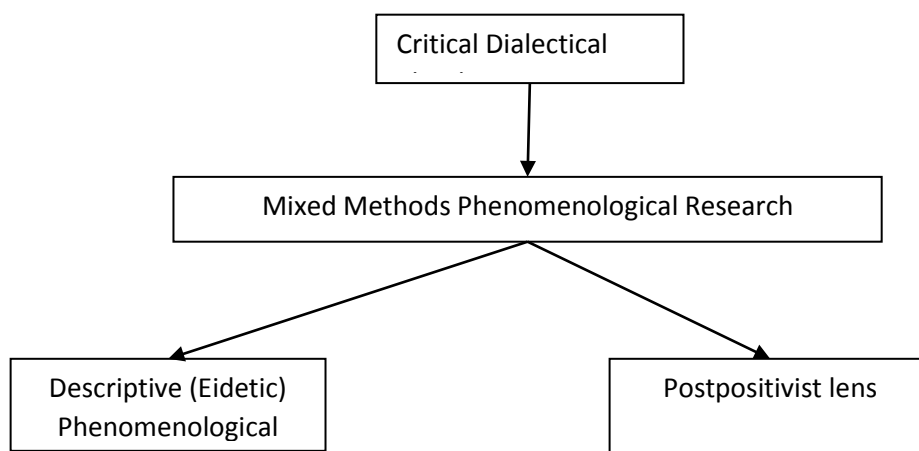 Critical Dialectical
Mixed Methods Phenomenological Research
Descriptive (Eidetic)
Phenomenological
Postpositivist lens